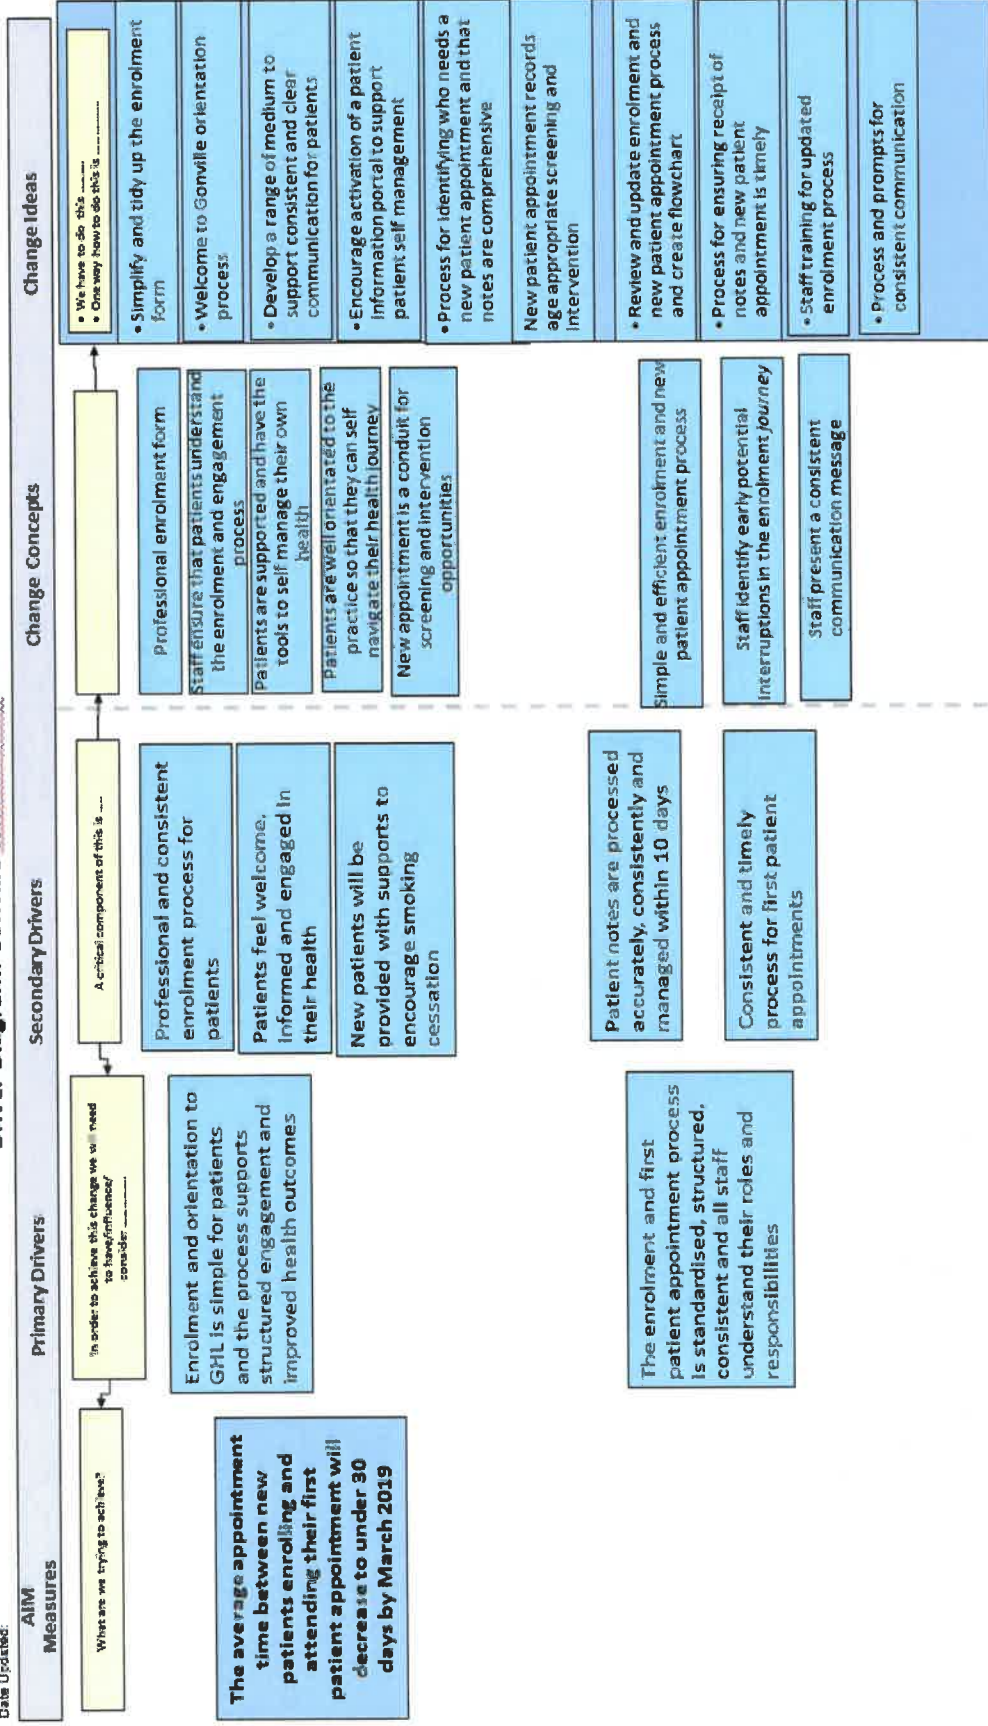 Date Updated:
AIM
Measures
Primary Drivers
Secondary Drivers
Change Concepts
Change Ideas
What are we trying to achieve?
"In order to achieve this change we will need
to have/influence/
consider ..........
A critical component of this is ....
• We have to do this ........
• One way how to do this is ..........
The average appointment
time between new
patients enrolling and
attending their first
patient appointment will
decrease to under 30
days by March 2019
Enrolment and orientation to
GHL is simple for patients
and the process supports
structured engagement and
improved health outcomes
The enrolment and first
patient appointment process
is standardised, structured,
consistent and all staff
understand their roles and
responsibilities
Professional and consistent
enrolment process for
patients
Patients feel welcome,
informed and engaged in
their health
New patients will be
provided with supports to
encourage smoking
cessation
Patient notes are processed
accurately, consistently and
managed within 10 days
Consistent and timely
process for first patient
appointments
Professional enrolment form
Staff ensure that patients understand
the enrolment and engagement
process
Patients are supported and have the
tools to self manage their own
health
Patients are well orientated to the
practice so that they can self
navigate their health journey
New appointment is a conduit for
screening and intervention
opportunities
Simple and efficient enrolment and new
patient appointment process
Staff identify early potential
interruptions in the enrolment journey
Staff present a consistent
communication message
• Simplify and tidy up the enrolment
form
• Welcome to Gonville orientation
process
• Develop a range of medium to
support consistent and clear
communication for patients
• Encourage activation of a patient
information portal to support
patient self management
• Process for identifying who needs a
new patient appointment and that
notes are comprehensive
New patient appointment records
age appropriate screening and
intervention
• Review and update enrolment and
new patient appointment process
and create flowchart
• Process for ensuring receipt of
notes and new patient
appointment is timely
• Staff training for updated
enrolment process
• Process and prompts for
consistent communication